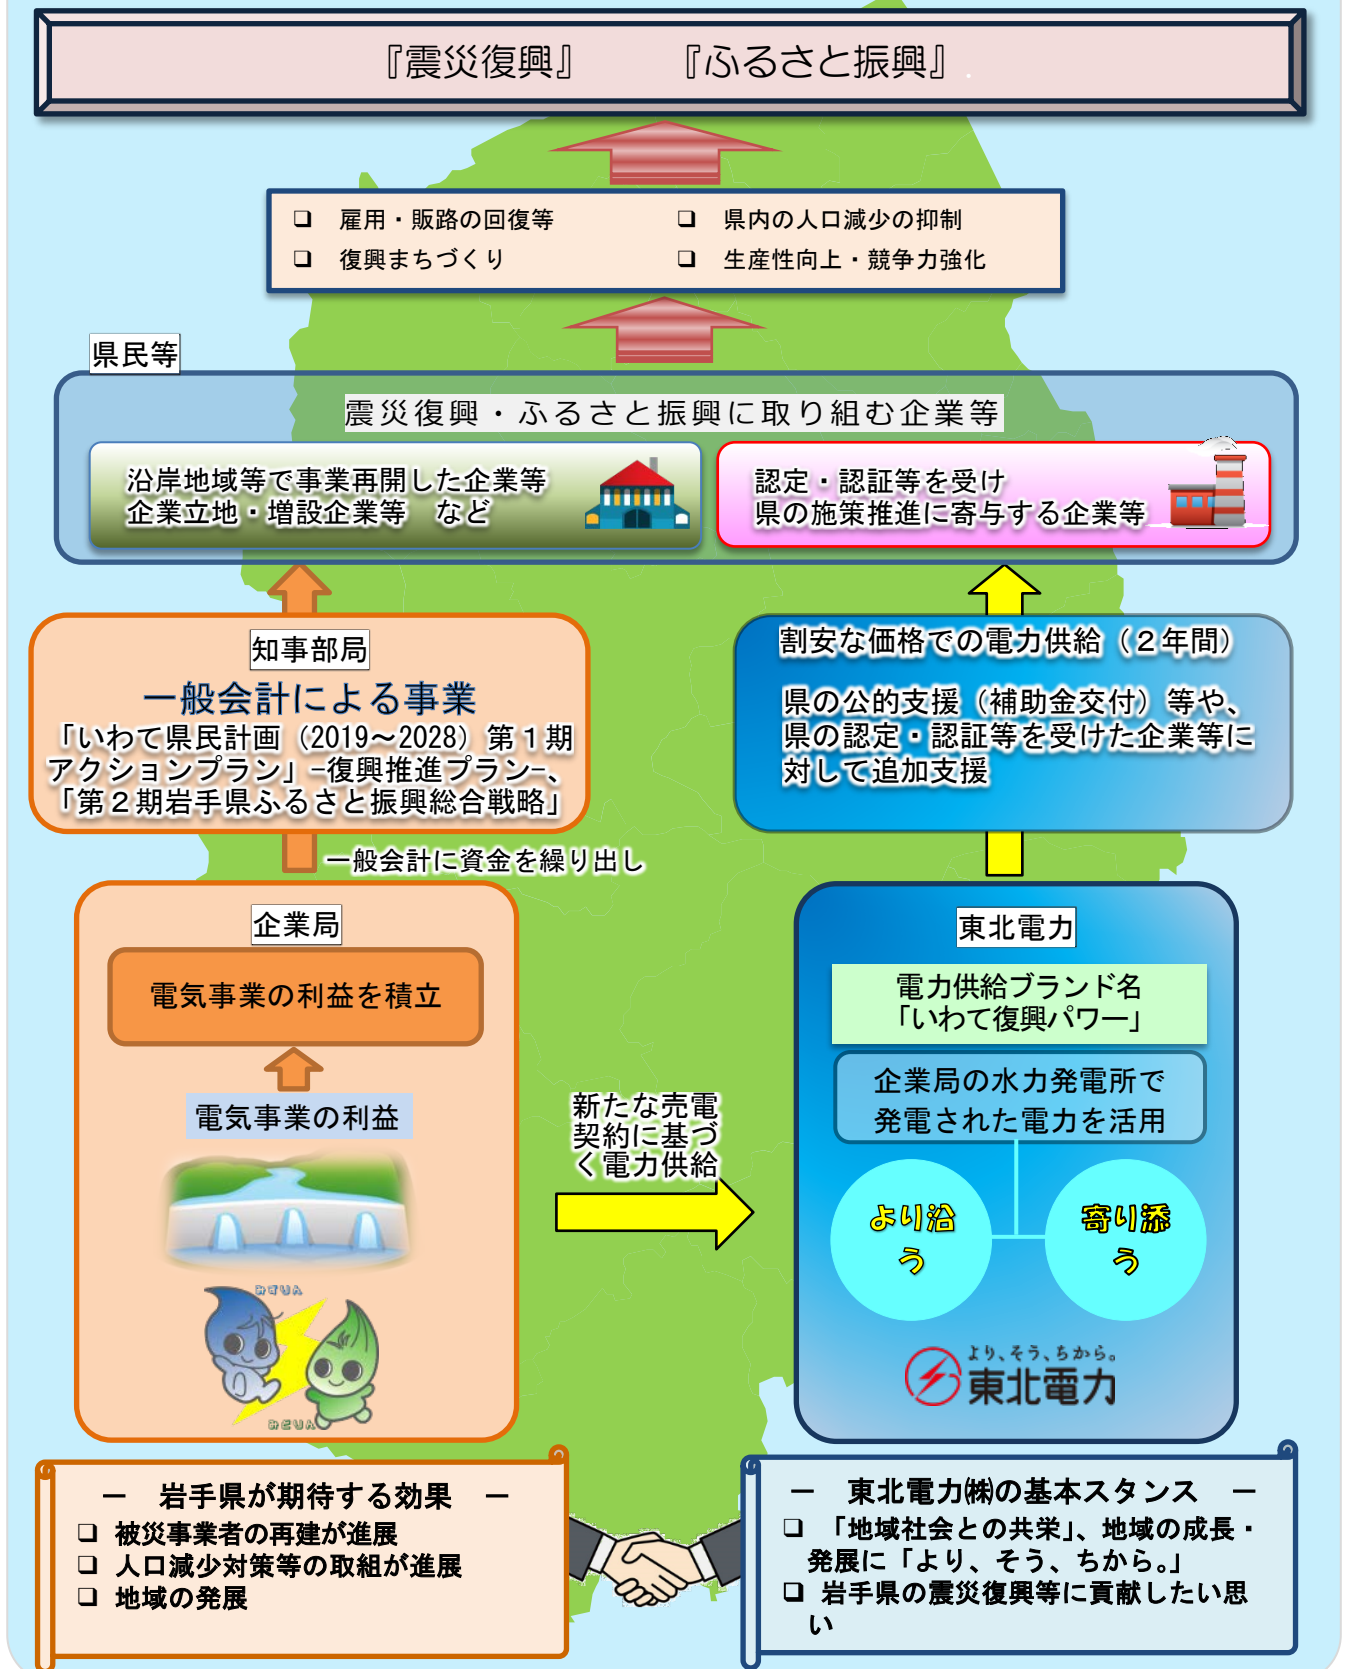 『震災復興』　『ふるさと振興』
❑ 雇用・販路の回復等
❑ 復興まちづくり
❑ 県内の人口減少の抑制
❑ 生産性向上・競争力強化
県民等
震災復興・ふるさと振興に取り組む企業等
沿岸地域等で事業再開した企業等
企業立地・増設企業等　など
認定・認証等を受け
県の施策推進に寄与する企業等
知事部局
一般会計による事業
「いわて県民計画（2019～2028）第１期
アクションプラン」-復興推進プラン-、
「第２期岩手県ふるさと振興総合戦略」
一般会計に資金を繰り出し
割安な価格での電力供給（２年間）
県の公的支援（補助金交付）等や、
県の認定・認証等を受けた企業等に
対して追加支援
企業局
電気事業の利益を積立
電気事業の利益
みずりん
みどりん
新たな売電
契約に基づ
く電力供給
東北電力
電力供給ブランド名
「いわて復興パワー」
企業局の水力発電所で
発電された電力を活用
より沿
う
寄り添
う
より、そう、ちから。
東北電力
－　岩手県が期待する効果　－
❑ 被災事業者の再建が進展
❑ 人口減少対策等の取組が進展
❑ 地域の発展
－　東北電力㈱の基本スタンス　－
❑ 「地域社会との共栄」、地域の成長・
発展に「より、そう、ちから。」
❑ 岩手県の震災復興等に貢献したい思
い